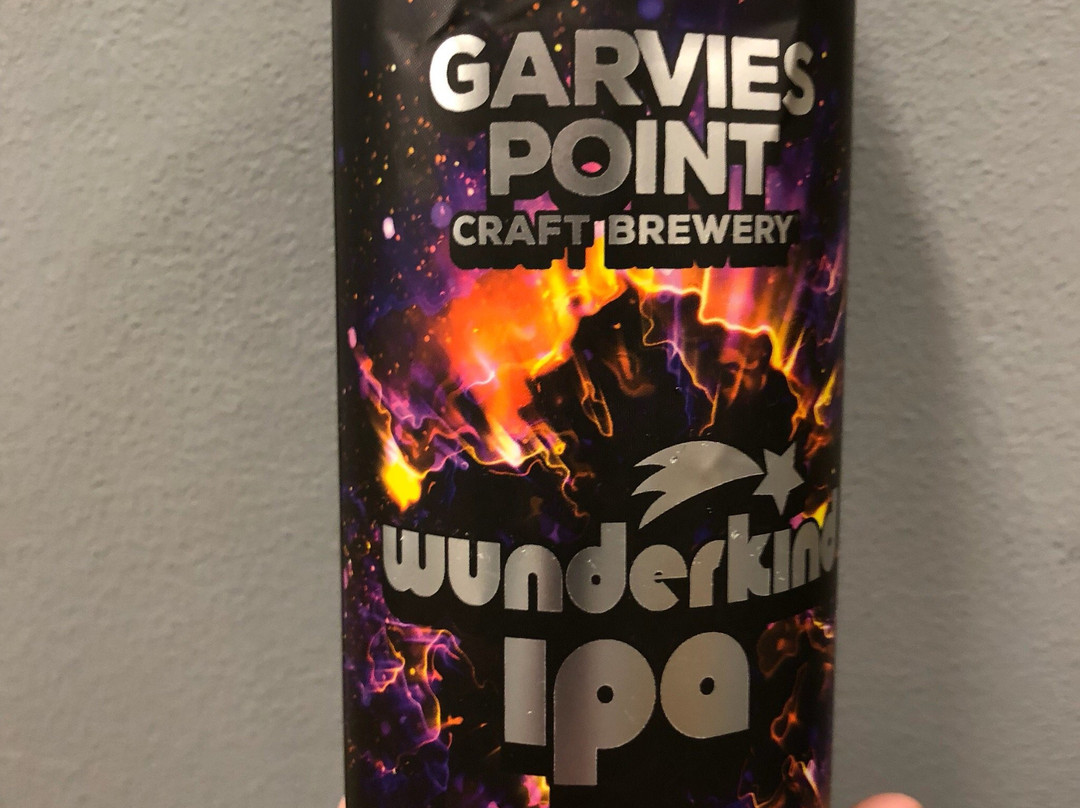 GARVIES
POINT
CRAFT BREWERY
wunderkind
ipa